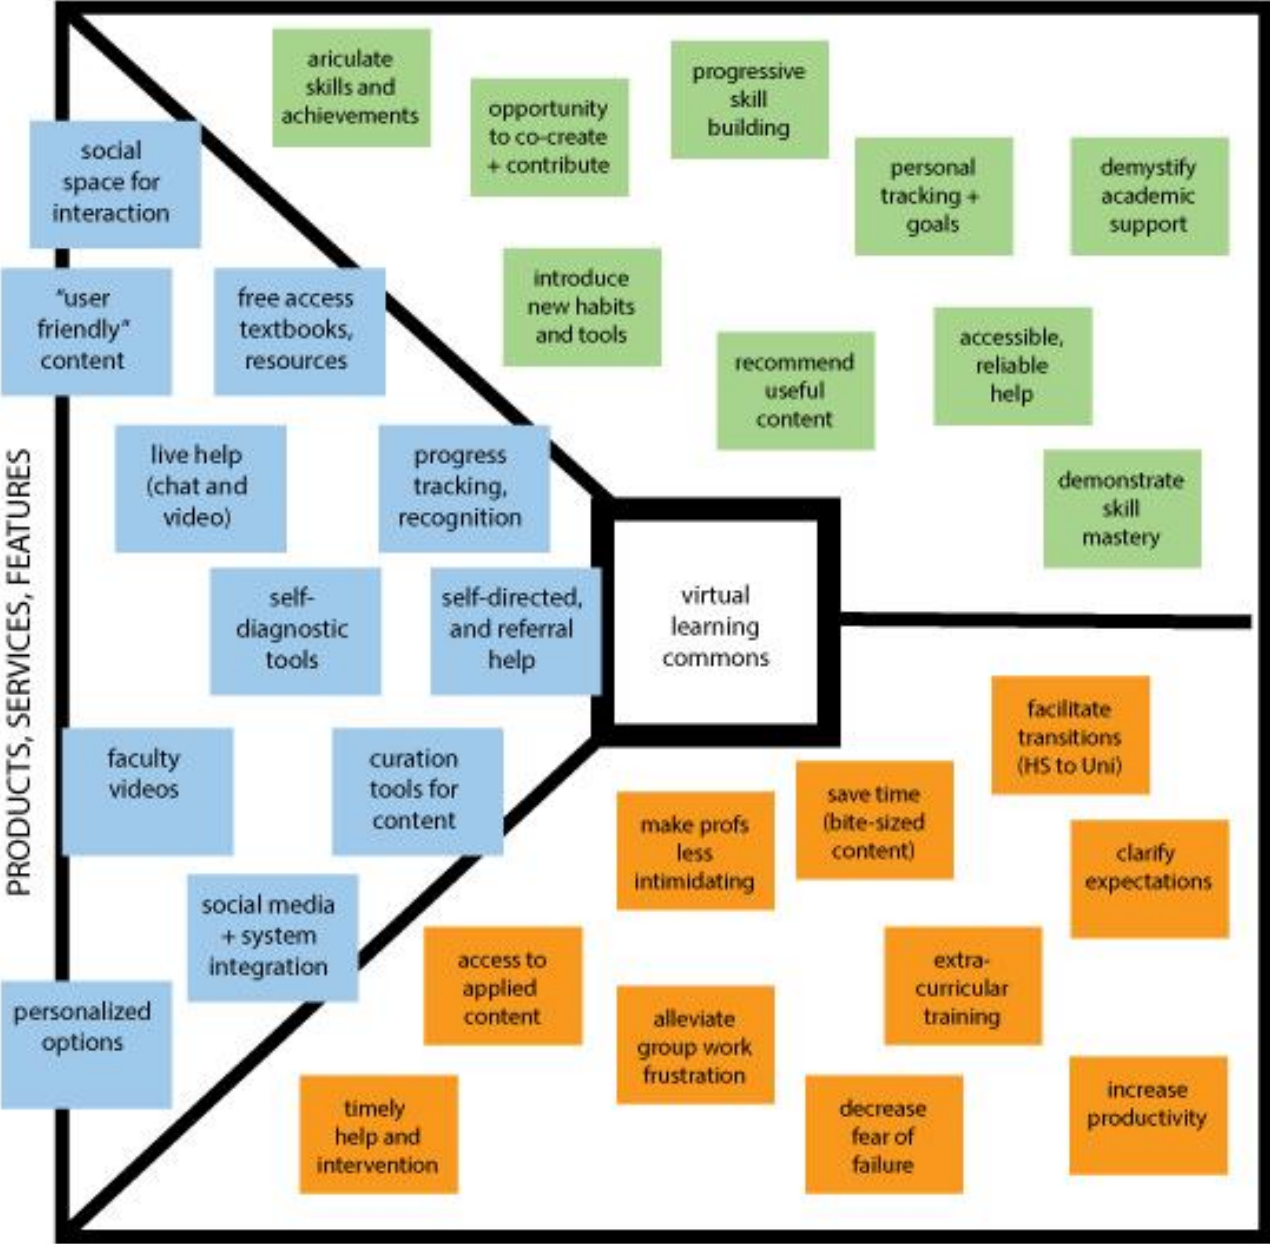 ariculate
skills and
achievements
opportunity
to co-create
+ contribute
progressive
skill
building
personal
tracking +
goals
demystify
academic
support
introduce
new habits
and tools
recommend
useful
content
accessible,
reliable
help
demonstrate
skill
mastery
social
space for
interaction
"user
friendly"
content
free access
textbooks,
resources
live help
(chat and
video)
progress
tracking,
recognition
self-
diagnostic
tools
self-directed,
and referral
help
faculty
videos
curation
tools for
content
social media
+ system
integration
personalized
options
PRODUCTS, SERVICES, FEATURES
virtual
learning
commons
facilitate
transitions
(HS to Uni)
save time
(bite-sized
content)
make profs
less
intimidating
clarify
expectations
access to
applied
content
extra-
curricular
training
alleviate
group work
frustration
timely
help and
intervention
decrease
fear of
failure
increase
productivity